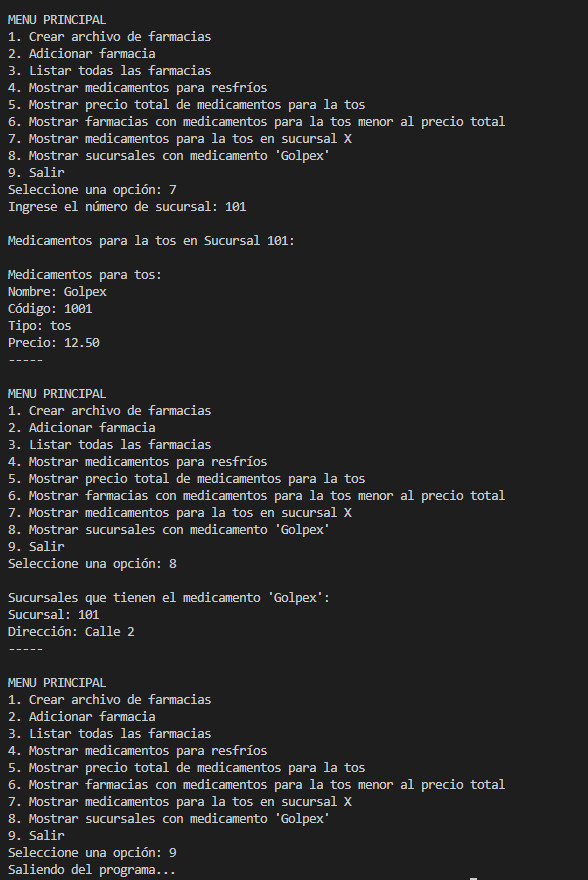 MENU PRINCIPAL
1. Crear archivo de farmacias
2. Adicionar farmacia
3. Listar todas las farmacias
4. Mostrar medicamentos para resfríos
5. Mostrar precio total de medicamentos para la tos
6. Mostrar farmacias con medicamentos para la tos menor al precio total
7. Mostrar medicamentos para la tos en sucursal X
8. Mostrar sucursales con medicamento 'Golpex'
9. Salir
Seleccione una opción: 7
Ingrese el número de sucursal: 101

Medicamentos para la tos en Sucursal 101:

Medicamentos para tos:
Nombre: Golpex
Código: 1001
Tipo: tos
Precio: 12.50
-----

MENU PRINCIPAL
1. Crear archivo de farmacias
2. Adicionar farmacia
3. Listar todas las farmacias
4. Mostrar medicamentos para resfríos
5. Mostrar precio total de medicamentos para la tos
6. Mostrar farmacias con medicamentos para la tos menor al precio total
7. Mostrar medicamentos para la tos en sucursal X
8. Mostrar sucursales con medicamento 'Golpex'
9. Salir
Seleccione una opción: 8

Sucursales que tienen el medicamento 'Golpex':
Sucursal: 101
Dirección: Calle 2
-----

MENU PRINCIPAL
1. Crear archivo de farmacias
2. Adicionar farmacia
3. Listar todas las farmacias
4. Mostrar medicamentos para resfríos
5. Mostrar precio total de medicamentos para la tos
6. Mostrar farmacias con medicamentos para la tos menor al precio total
7. Mostrar medicamentos para la tos en sucursal X
8. Mostrar sucursales con medicamento 'Golpex'
9. Salir
Seleccione una opción: 9
Saliendo del programa...